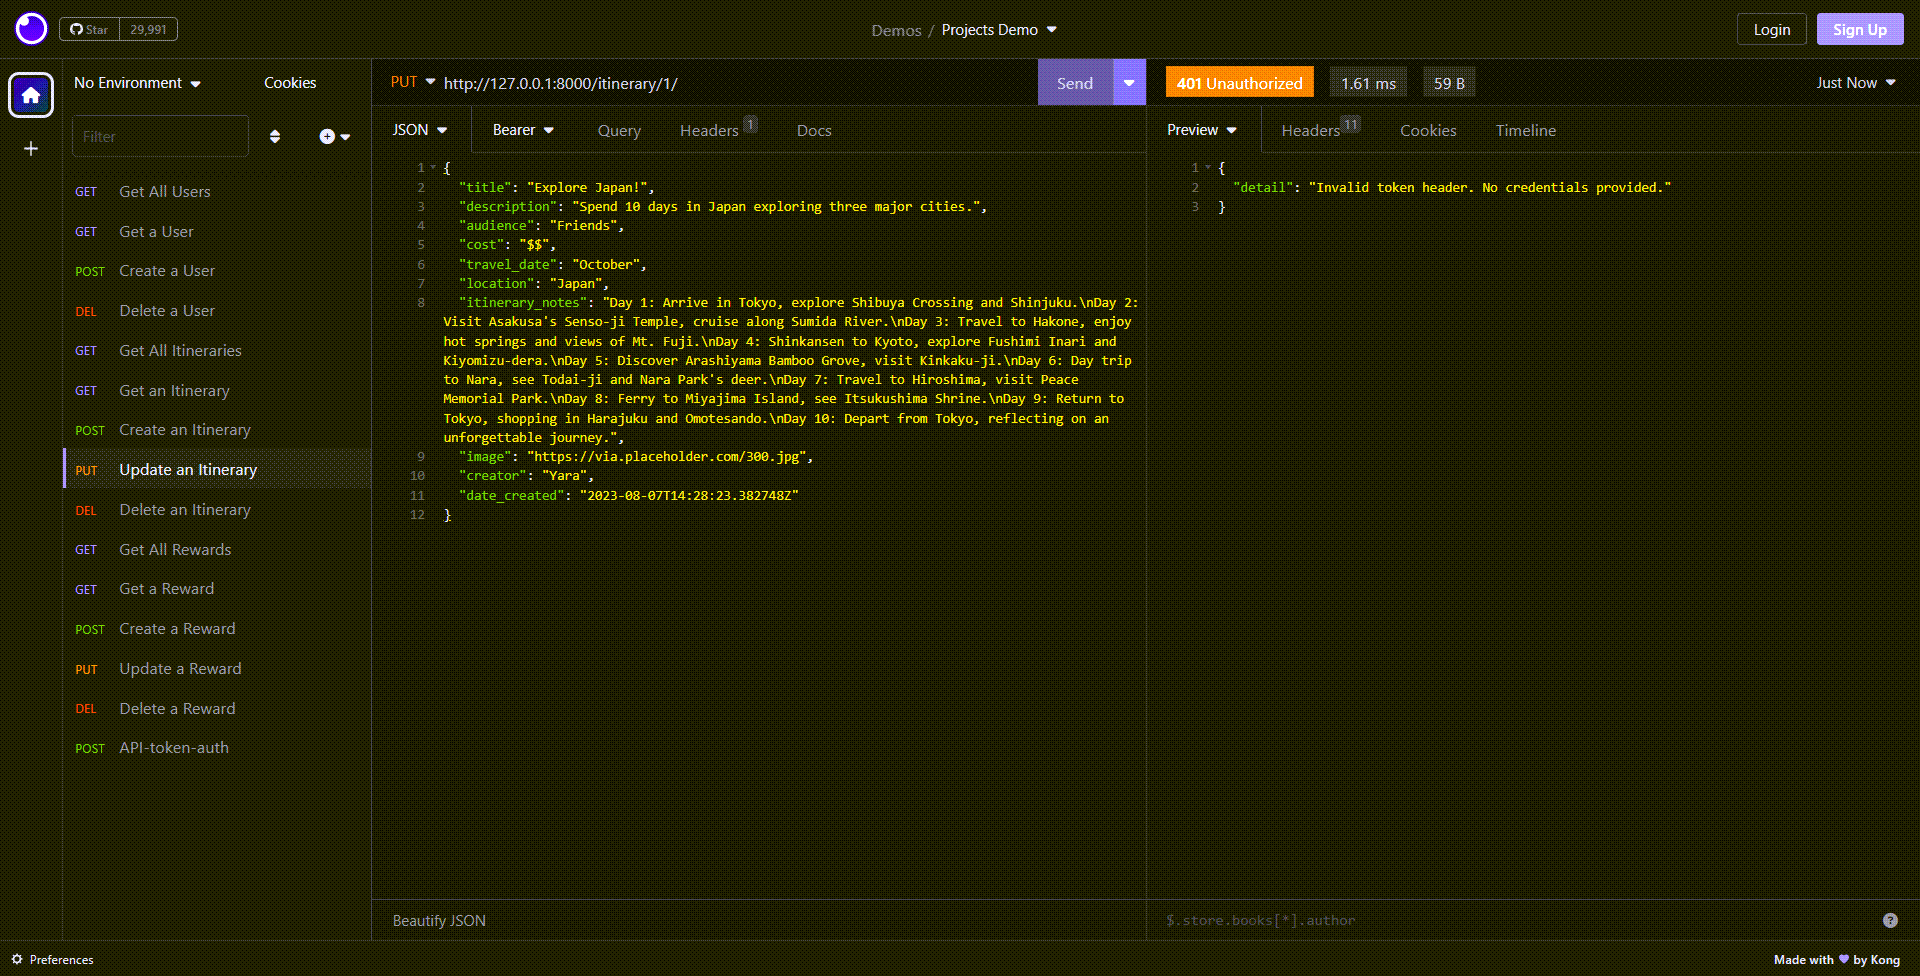 Star 29,991
Demos / Projects Demo
Login
Sign Up
No Environment
Cookies
Filter
GET Get All Users
GET Get a User
POST Create a User
DEL Delete a User
GET Get All Itineraries
GET Get an Itinerary
POST Create an Itinerary
PUT Update an Itinerary
DEL Delete an Itinerary
GET Get All Rewards
GET Get a Reward
POST Create a Reward
PUT Update a Reward
DEL Delete a Reward
POST API-token-auth
PUT http://127.0.0.1:8000/itinerary/1/
Send
JSON Bearer Query Headers 1 Docs
1 {
2 "title": "Explore Japan!",
3 "description": "Spend 10 days in Japan exploring three major cities.",
4 "audience": "Friends",
5 "cost": "$$",
6 "travel_date": "October",
7 "location": "Japan",
8 "itinerary_notes": "Day 1: Arrive in Tokyo, explore Shibuya Crossing and Shinjuku.\nDay 2:
Visit Asakusa's Senso-ji Temple, cruise along Sumida River.\nDay 3: Travel to Hakone, enjoy
hot springs and views of Mt. Fuji.\nDay 4: Shinkansen to Kyoto, explore Fushimi Inari and
Kiyomizu-dera.\nDay 5: Discover Arashiyama Bamboo Grove, visit Kinkaku-ji.\nDay 6: Day trip
to Nara, see Todai-ji and Nara Park's deer.\nDay 7: Travel to Hiroshima, visit Peace
Memorial Park.\nDay 8: Ferry to Miyajima Island, see Itsukushima Shrine.\nDay 9: Return to
Tokyo, shopping in Harajuku and Omotesando.\nDay 10: Depart from Tokyo, reflecting on an
unforgettable journey.",
9 "image": "https://via.placeholder.com/300.jpg",
10 "creator": "Yara",
11 "date_created": "2023-08-07T14:28:23.382748Z"
12 }
Beautify JSON
401 Unauthorized
1.61 ms
59 B
Just Now
Preview Headers 11 Cookies Timeline
1 {
2 "detail": "Invalid token header. No credentials provided."
3 }
$.store.books[*].author
?
Preferences
Made with by Kong